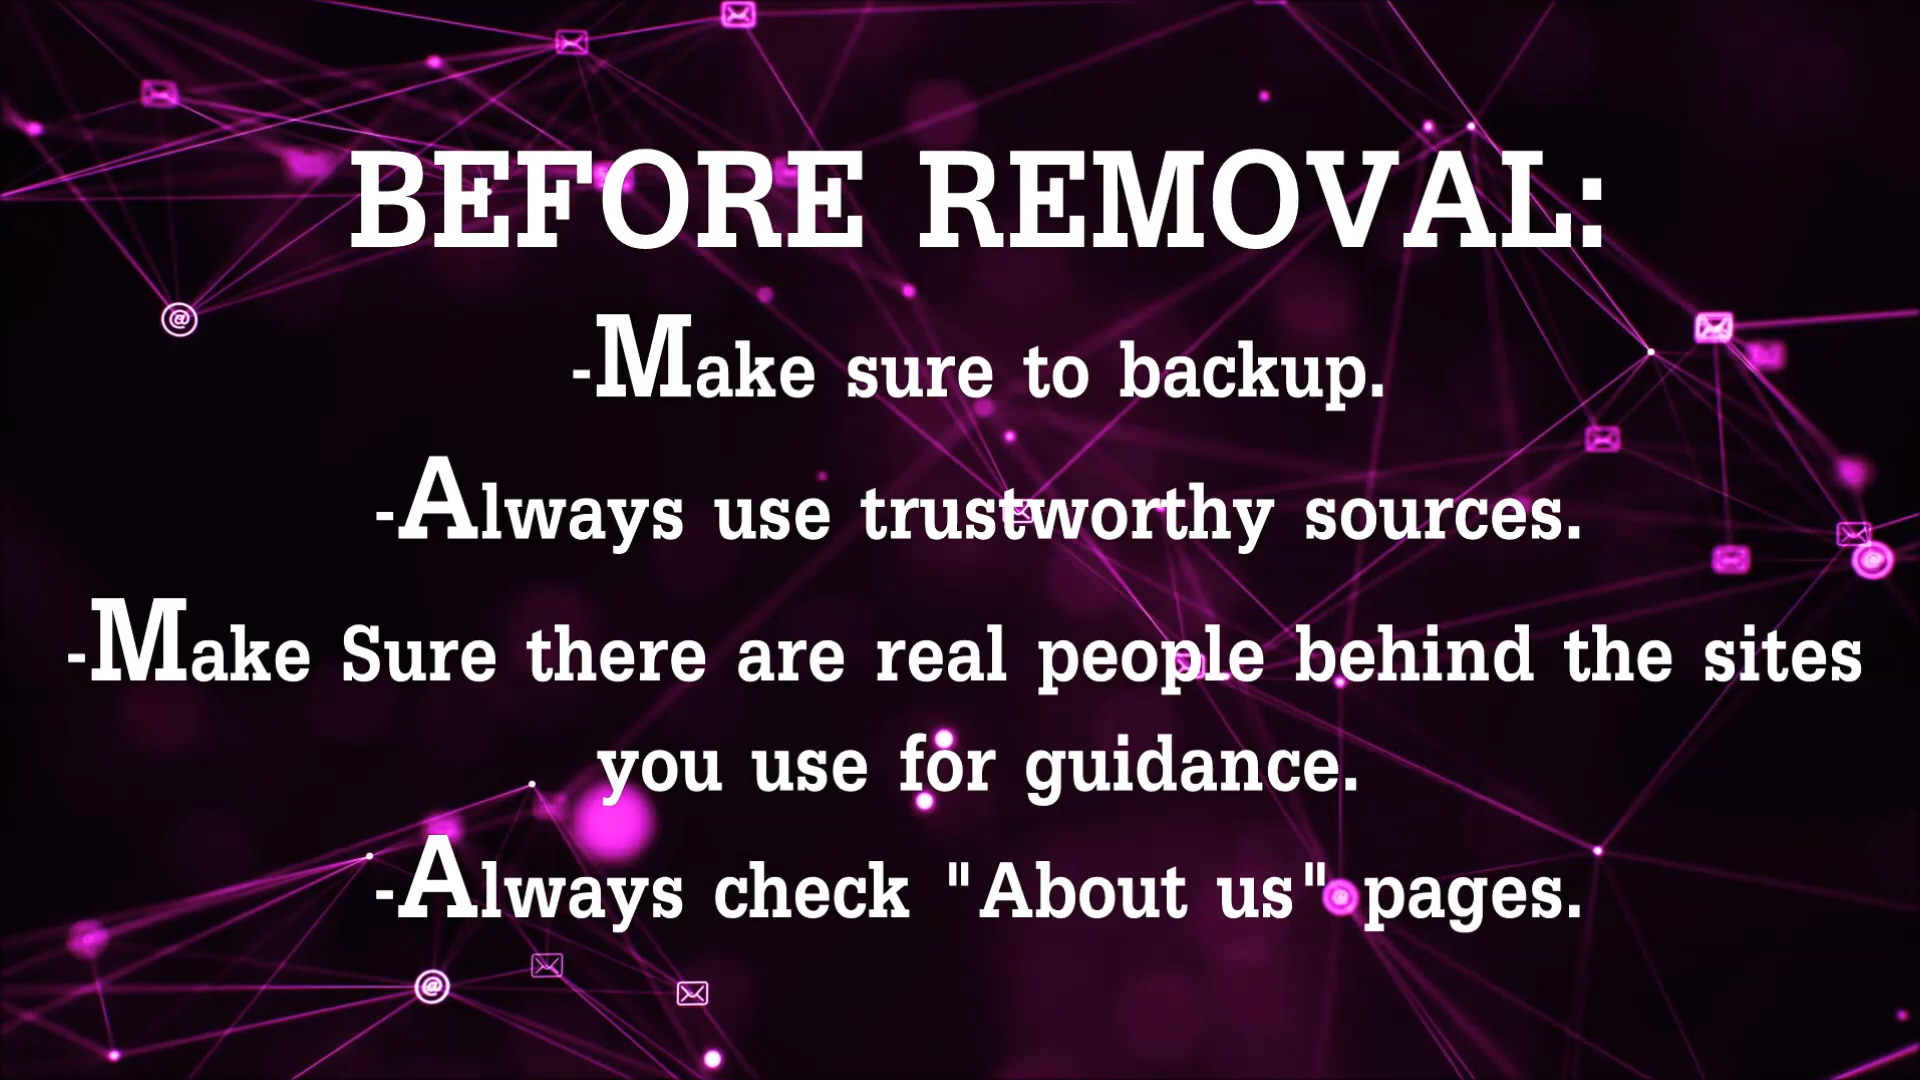 BEFORE REMOVAL:
-Make sure to backup.
-Always use trustworthy sources.
-Make Sure there are real people behind the sites
you use for guidance.
-Always check "About us" pages.